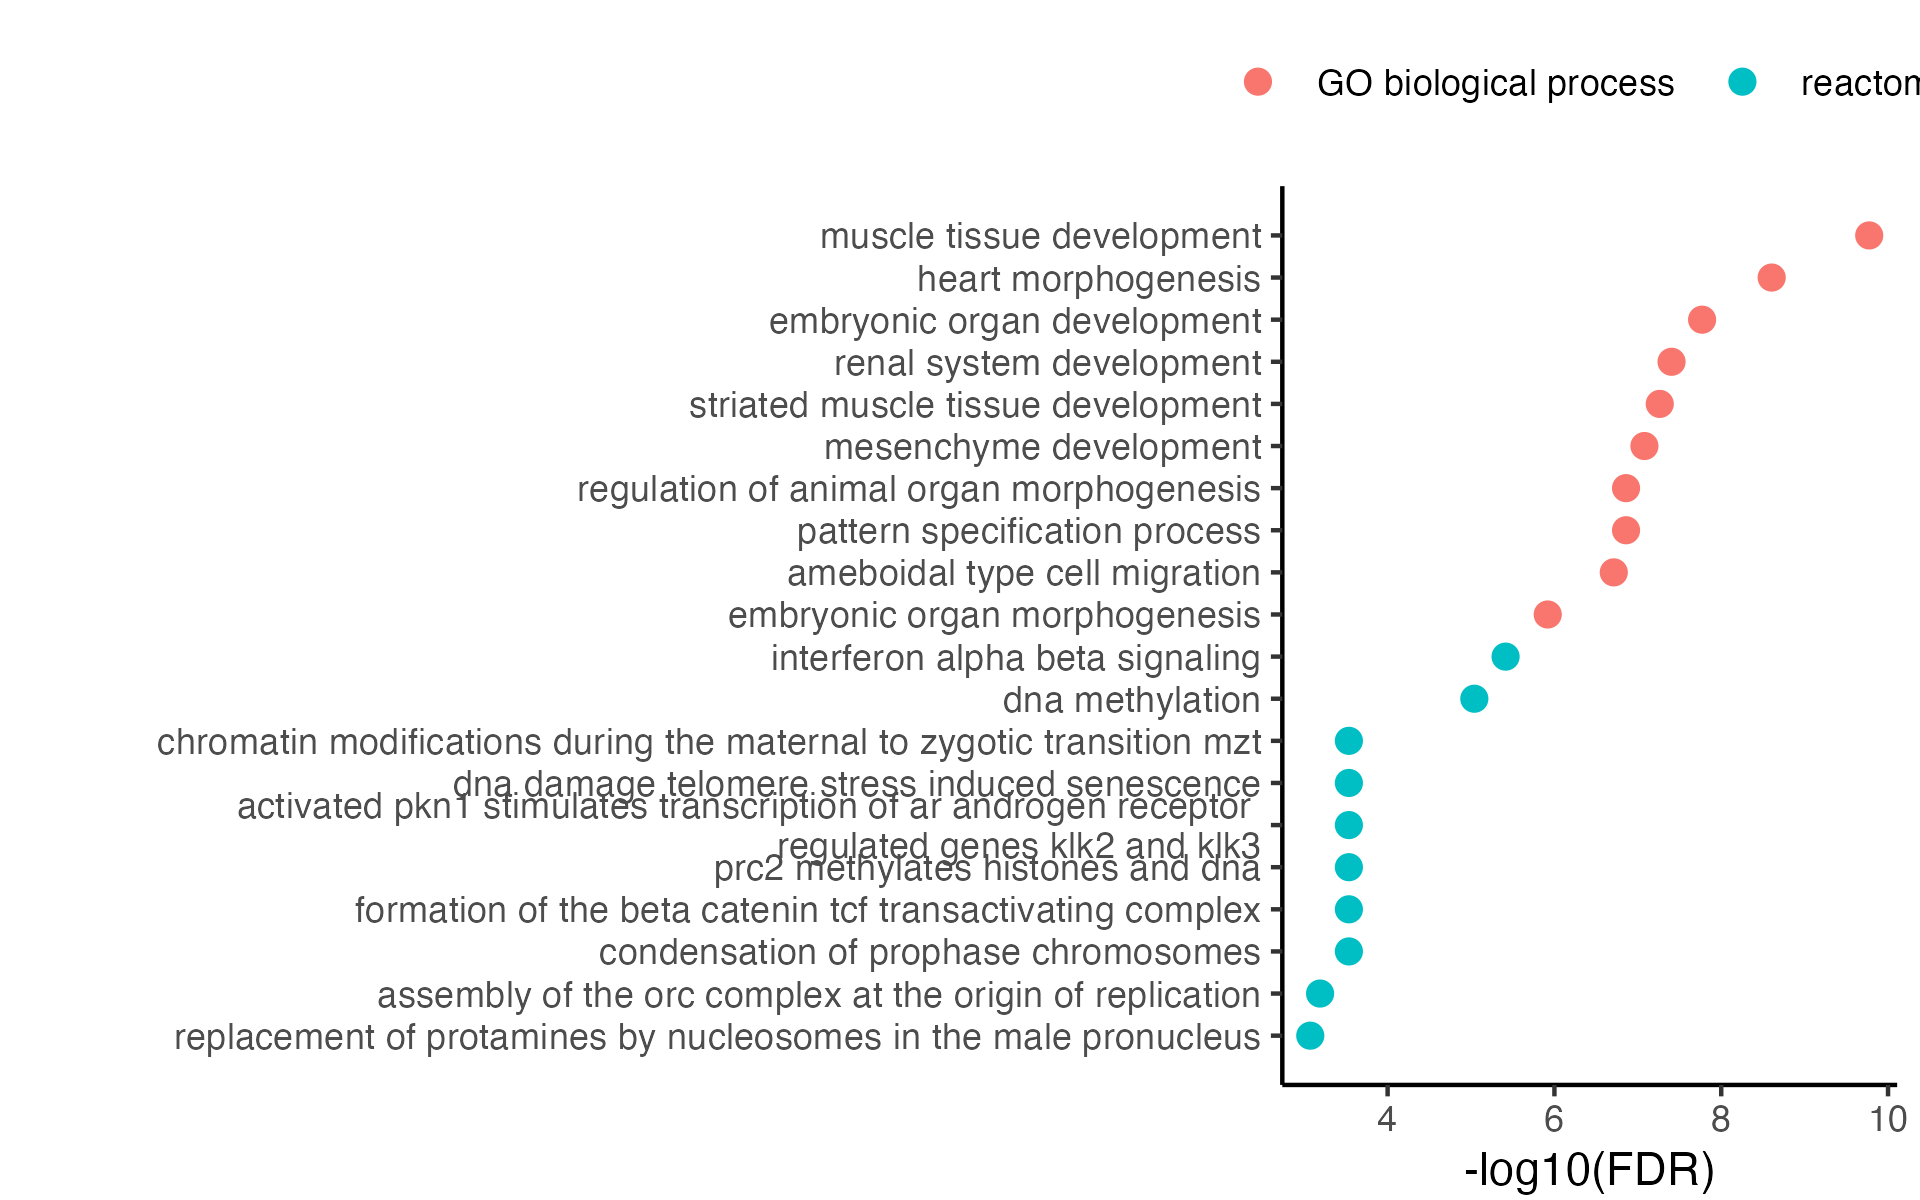 GO biological process reactom
muscle tissue development
heart morphogenesis
embryonic organ development
renal system development
striated muscle tissue development
mesenchyme development
regulation of animal organ morphogenesis
pattern specification process
ameboidal type cell migration
embryonic organ morphogenesis
interferon alpha beta signaling
dna methylation
chromatin modifications during the maternal to zygotic transition mzt
dna damage telomere stress induced senescence
activated pkn1 stimulates transcription of ar androgen receptor
regulated genes klk2 and klk3
prc2 methylates histones and dna
formation of the beta catenin tcf transactivating complex
condensation of prophase chromosomes
assembly of the orc complex at the origin of replication
replacement of protamines by nucleosomes in the male pronucleus
4 6 8 10
-log10(FDR)